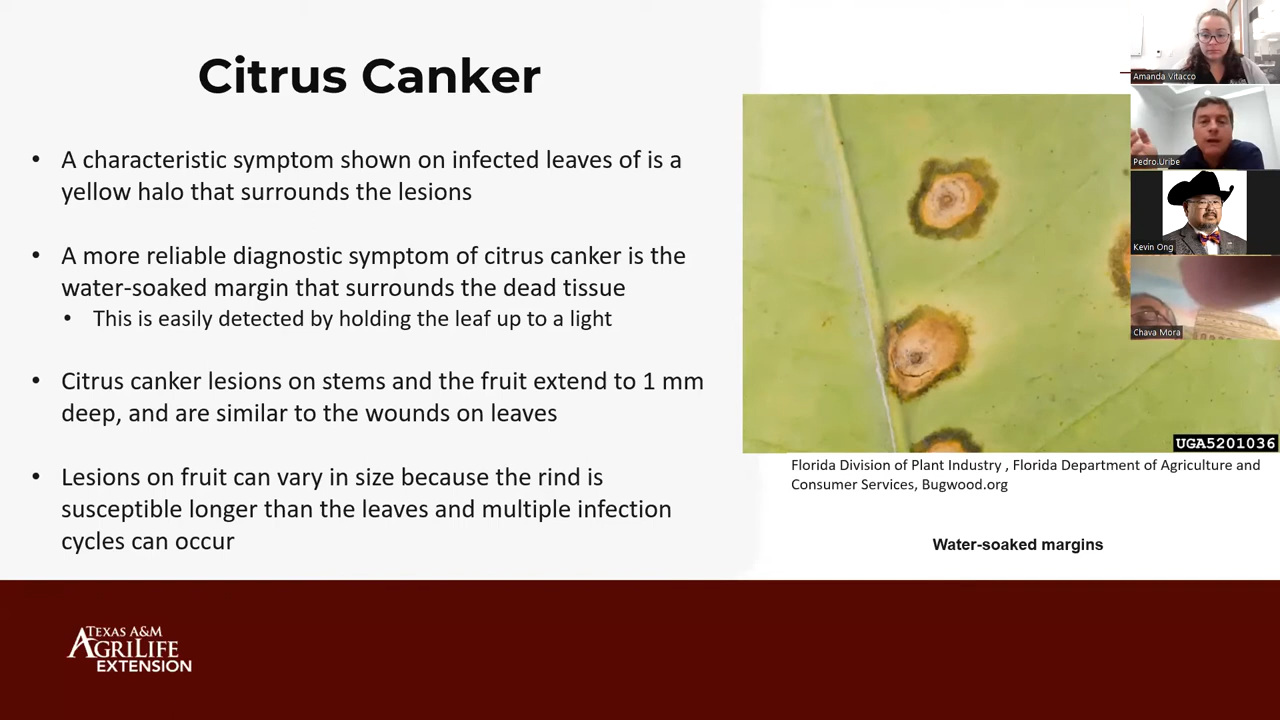 Citrus Canker
• A characteristic symptom shown on infected leaves of is a
yellow halo that surrounds the lesions
• A more reliable diagnostic symptom of citrus canker is the
water-soaked margin that surrounds the dead tissue
• This is easily detected by holding the leaf up to a light
• Citrus canker lesions on stems and the fruit extend to 1 mm
deep, and are similar to the wounds on leaves
• Lesions on fruit can vary in size because the rind is
susceptible longer than the leaves and multiple infection
cycles can occur
UGA5201036
Florida Division of Plant Industry , Florida Department of Agriculture and
Consumer Services, Bugwood.org
Water-soaked margins
Amanda Vitacco
Pedro.Uribe
Kevin Ong
Chava Mora
TEXAS A&M
AGRILIFE
EXTENSION